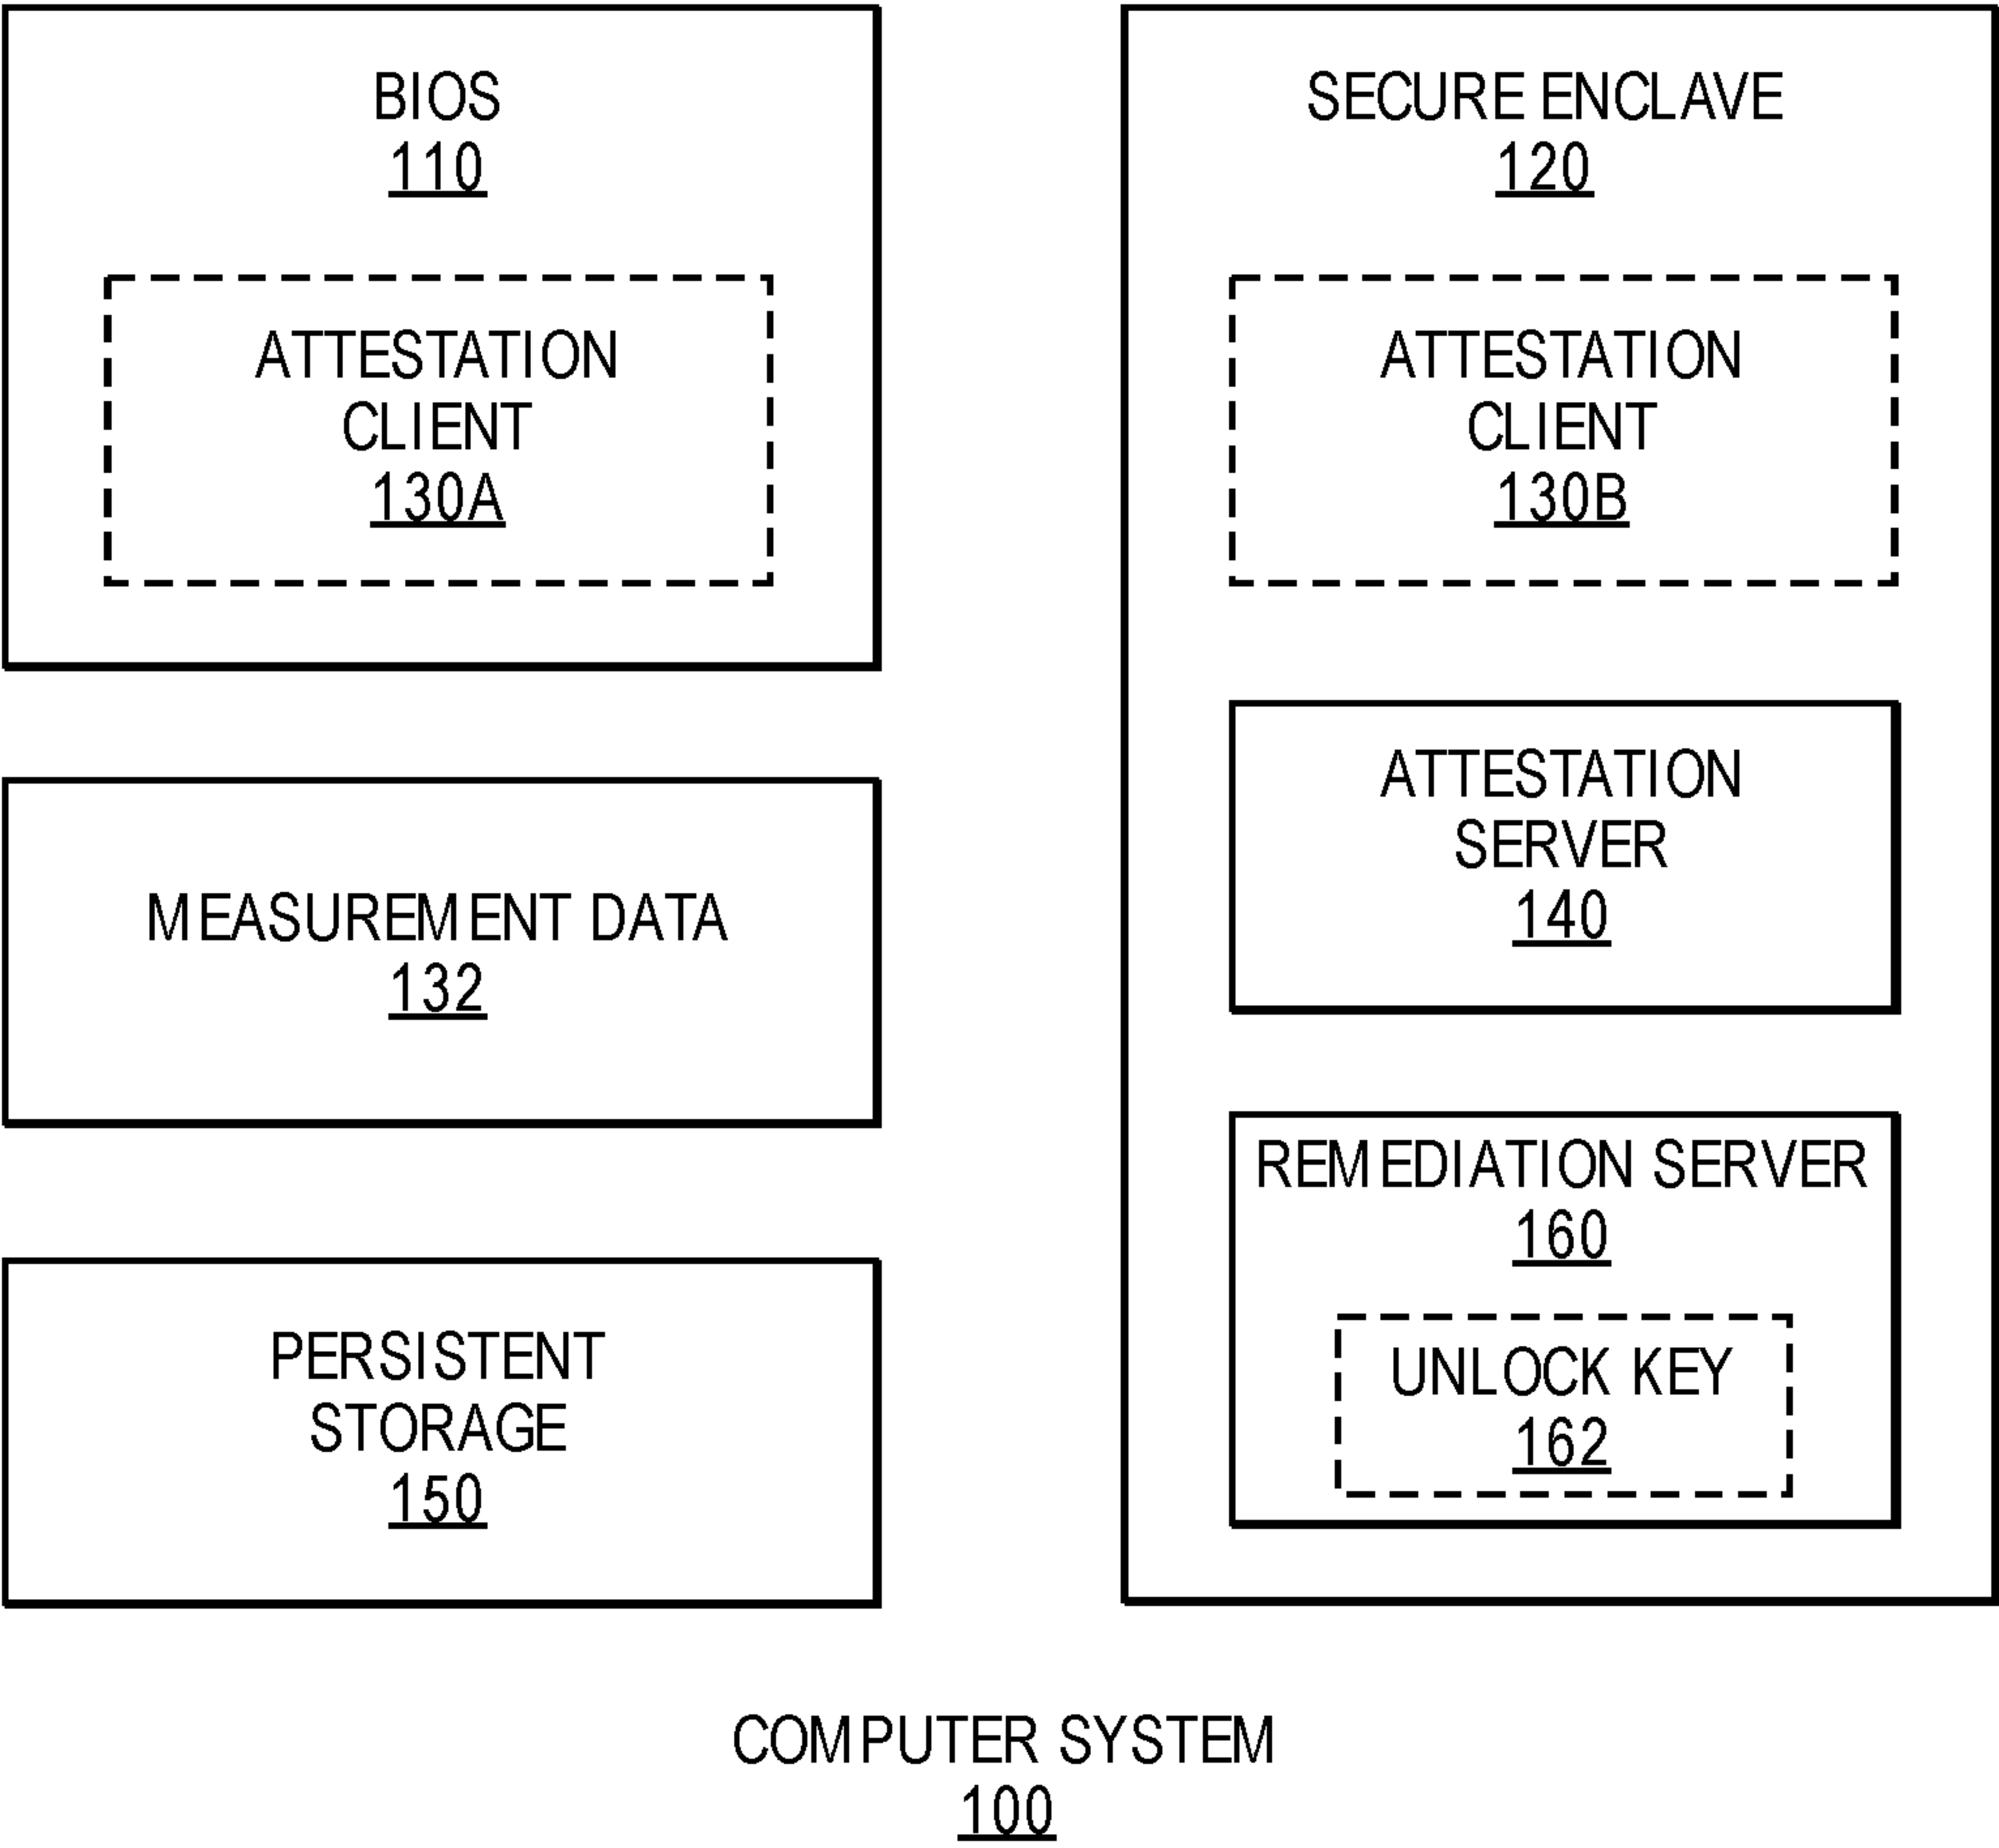 BIOS
110
ATTESTATION
CLIENT
130A
MEASUREMENT DATA
132
PERSISTENT
STORAGE
150
SECURE ENCLAVE
120
ATTESTATION
CLIENT
130B
ATTESTATION
SERVER
140
REMEDIATION SERVER
160
UNLOCK KEY
162
COMPUTER SYSTEM
100